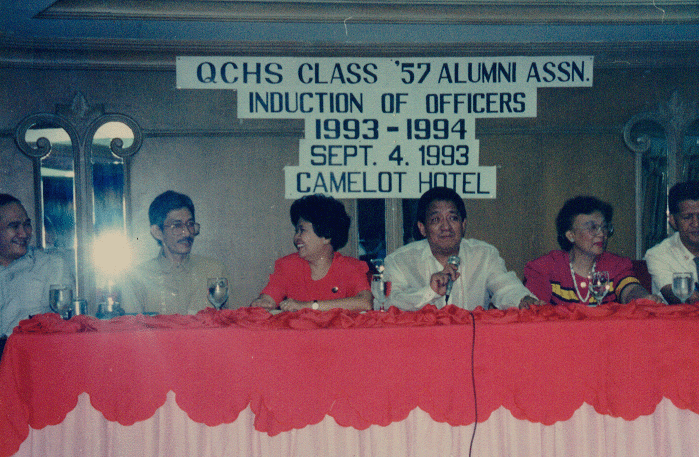 QCHS CLASS '57 ALUMNI ASSN.
INDUCTION OF OFFICERS
1993 - 1994
SEPT. 4. 1993
CAMELOT HOTEL